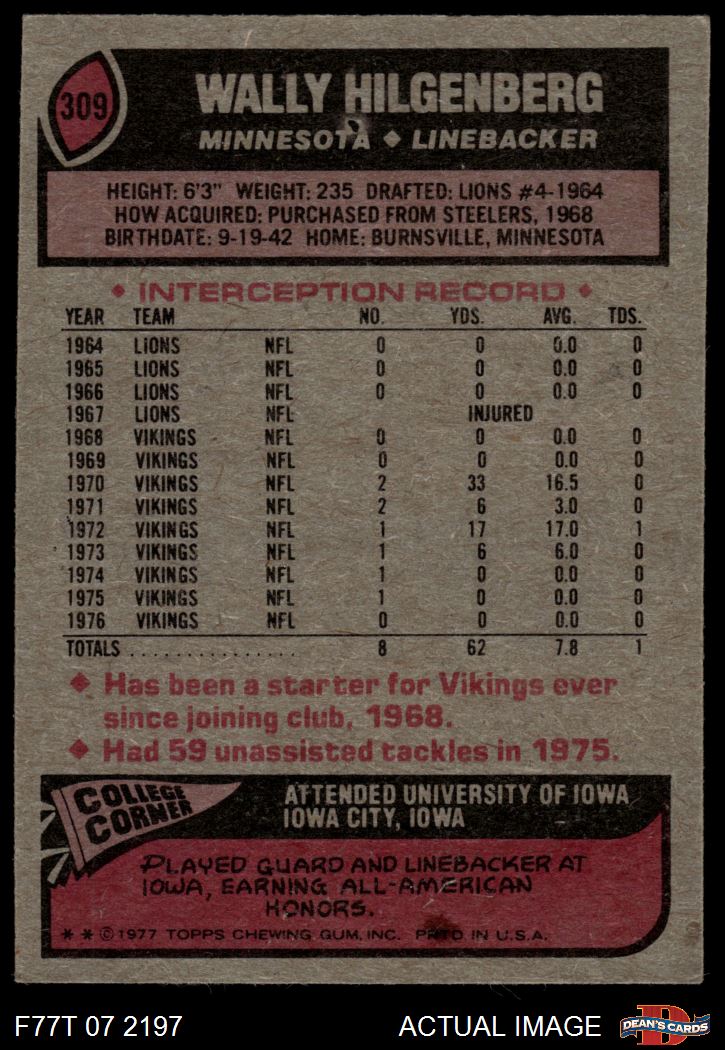 309
WALLY HILGENBERG
MINNESOTA ◆ LINEBACKER
HEIGHT: 6'3" WEIGHT: 235 DRAFTED: LIONS #4-1964
HOW ACQUIRED: PURCHASED FROM STEELERS, 1968
BIRTHDATE: 9-19-42 HOME: BURNSVILLE, MINNESOTA
◆ INTERCEPTION RECORD ◆
YEAR TEAM NO. YDS. AVG. TDS.
1964 LIONS NFL 0 0 0.0 0
1965 LIONS NFL 0 0 0.0 0
1966 LIONS NFL 0 0 0.0 0
1967 LIONS NFL INJURED
1968 VIKINGS NFL 0 0 0.0 0
1969 VIKINGS NFL 0 0 0.0 0
1970 VIKINGS NFL 2 33 16.5 0
1971 VIKINGS NFL 2 6 3.0 0
1972 VIKINGS NFL 1 17 17.0 1
1973 VIKINGS NFL 1 6 6.0 0
1974 VIKINGS NFL 1 0 0.0 0
1975 VIKINGS NFL 1 0 0.0 0
1976 VIKINGS NFL 0 0 0.0 0
TOTALS ............... 8 62 7.8 1
◆ Has been a starter for Vikings ever
since joining club, 1968.
◆ Had 59 unassisted tackles in 1975.
COLLEGE
CORNER
ATTENDED UNIVERSITY OF IOWA
IOWA CITY, IOWA
PLAYED GUARD AND LINEBACKER AT
IOWA, EARNING ALL-AMERICAN
HONORS.
* * © 1977 TOPPS CHEWING GUM, INC. PRTD. IN U.S.A.
F77T 07 2197
ACTUAL IMAGE
D
DEAN'S CARDS